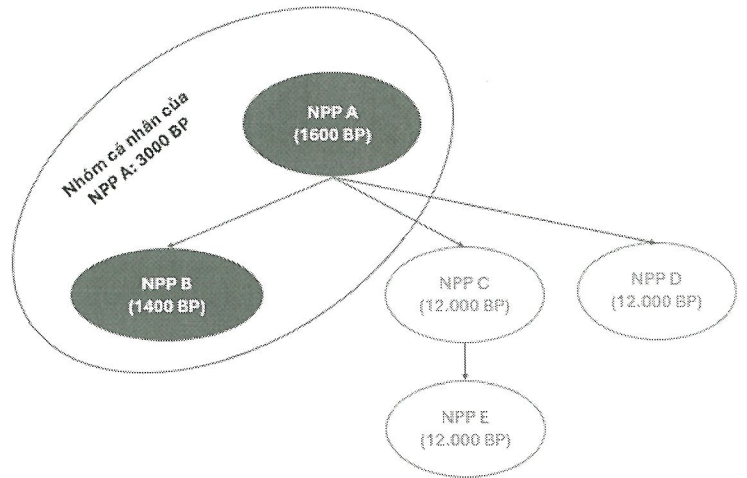 Nhóm cá nhân của
NPP A: 3000 BP
NPP A
(1600 BP)
NPP B
(1400 BP)
NPP C
(12.000 BP)
NPP D
(12.000 BP)
NPP E
(12.000 BP)